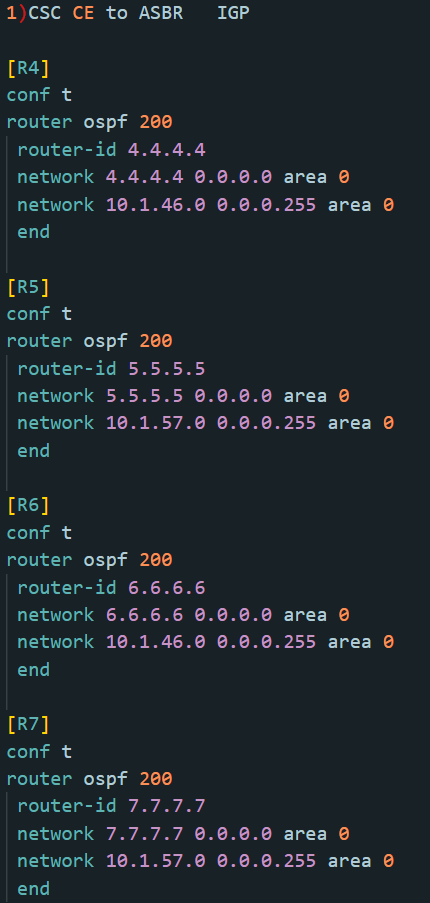 1)CSC CE to ASBR   IGP
[R4]
conf t
router ospf 200
router-id 4.4.4.4
network 4.4.4.4 0.0.0.0 area 0
network 10.1.46.0 0.0.0.255 area 0
end
[R5]
conf t
router ospf 200
router-id 5.5.5.5
network 5.5.5.5 0.0.0.0 area 0
network 10.1.57.0 0.0.0.255 area 0
end
[R6]
conf t
router ospf 200
router-id 6.6.6.6
network 6.6.6.6 0.0.0.0 area 0
network 10.1.46.0 0.0.0.255 area 0
end
[R7]
conf t
router ospf 200
router-id 7.7.7.7
network 7.7.7.7 0.0.0.0 area 0
network 10.1.57.0 0.0.0.255 area 0
end